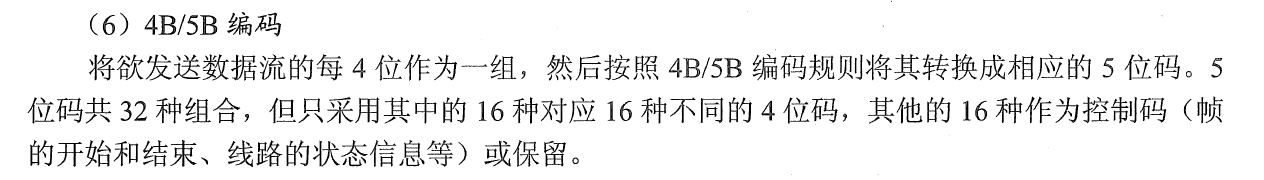 （6）4B/5B 编码
将欲发送数据流的每 4 位作为一组，然后按照 4B/5B 编码规则将其转换成相应的 5 位码。5
位码共 32 种组合，但只采用其中的 16 种对应 16 种不同的 4 位码，其他的 16 种作为控制码（帧
的开始和结束、线路的状态信息等）或保留。